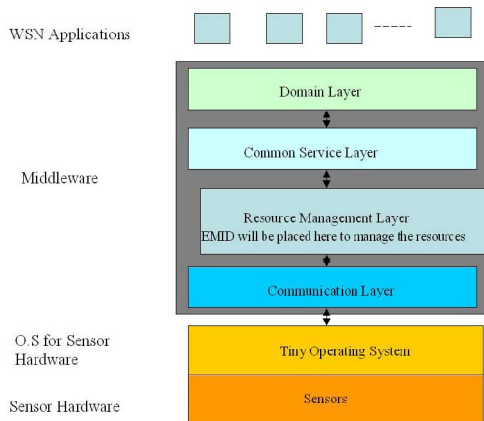 WSN Applications
Domain Layer
Common Service Layer
Middleware
Resource Management Layer
EMID will be placed here to manage the resources
Communication Layer
O.S for Sensor
Hardware
Tiny Operating System
Sensor Hardware
Sensors